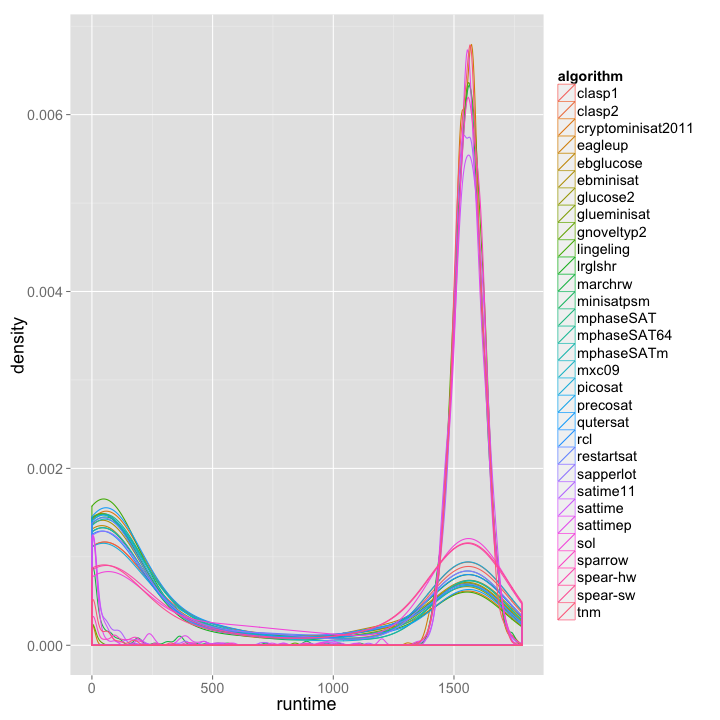 algorithm
clasp1
clasp2
cryptominisat2011
eagleup
ebglucose
ebminisat
glucose2
glueminisat
gnoveltyp2
lingeling
lrglshr
marchrw
minisatpsm
mphaseSAT
mphaseSAT64
mphaseSATm
mxc09
picosat
precosat
qutersat
rcl
restartsat
sapperlot
satime11
sattime
sattimep
sol
sparrow
spear-hw
spear-sw
tnm
density
0.006
0.004
0.002
0.000
0 500 1000 1500
runtime